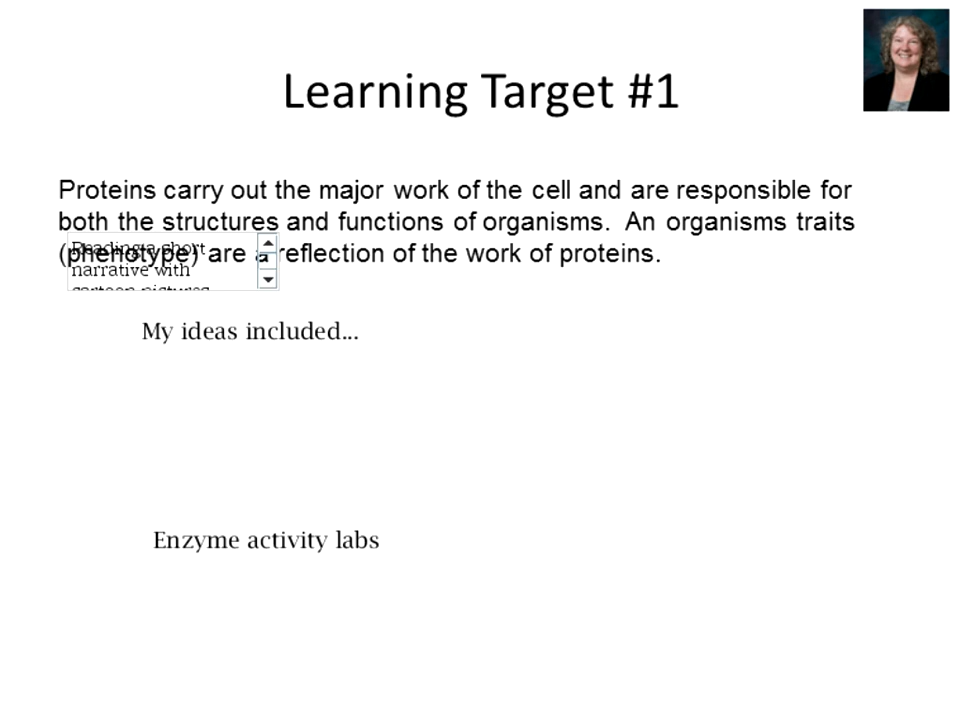 Learning Target #1
Proteins carry out the major work of the cell and are responsible for
both the structures and functions of organisms.  An organisms traits
(phenotype) are a reflection of the work of proteins.
Reading a short
narrative with
cartoon pictures
My ideas included...
Enzyme activity labs